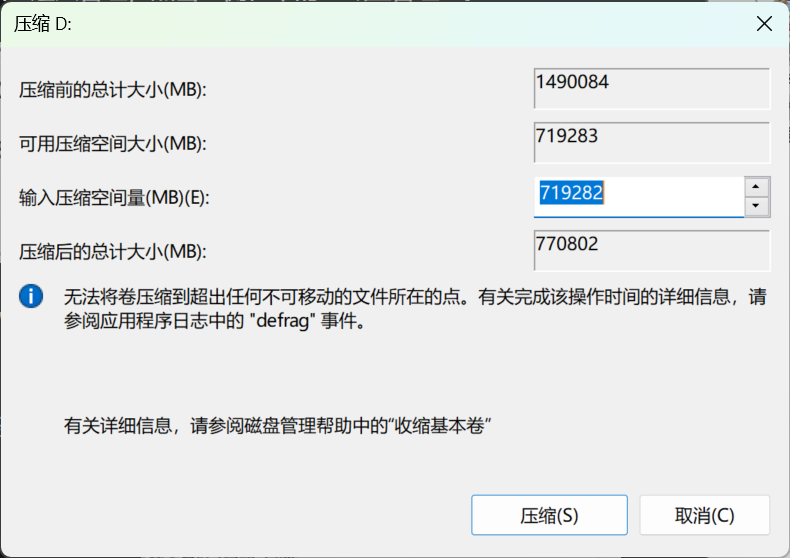 压缩 D:
压缩前的总计大小(MB):
1490084
可用压缩空间大小(MB):
719283
输入压缩空间量(MB)(E):
719282
压缩后的总计大小(MB):
770802
无法将卷压缩到超出任何不可移动的文件所在的点。有关完成该操作时间的详细信息，请
参阅应用程序日志中的 "defrag" 事件。
有关详细信息，请参阅磁盘管理帮助中的“收缩基本卷”
压缩(S)
取消(C)